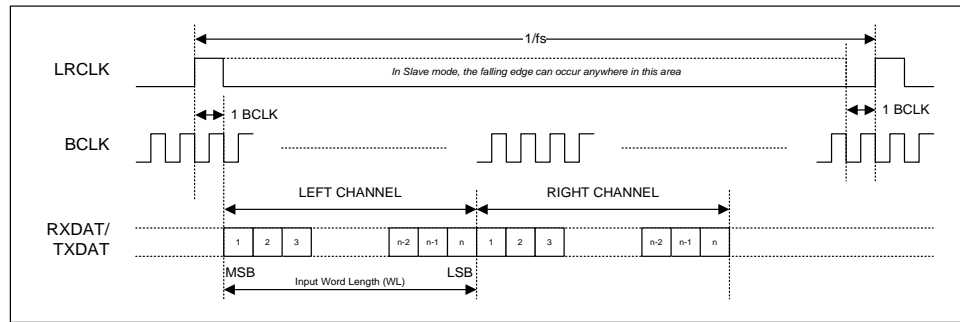 1/fs
LRCLK
In Slave mode, the falling edge can occur anywhere in this area
1 BCLK
1 BCLK
BCLK
LEFT CHANNEL
RIGHT CHANNEL
RXDAT/
TXDAT
1 2 3 n-2 n-1 n 1 2 3 n-2 n-1 n
MSB
LSB
Input Word Length (WL)